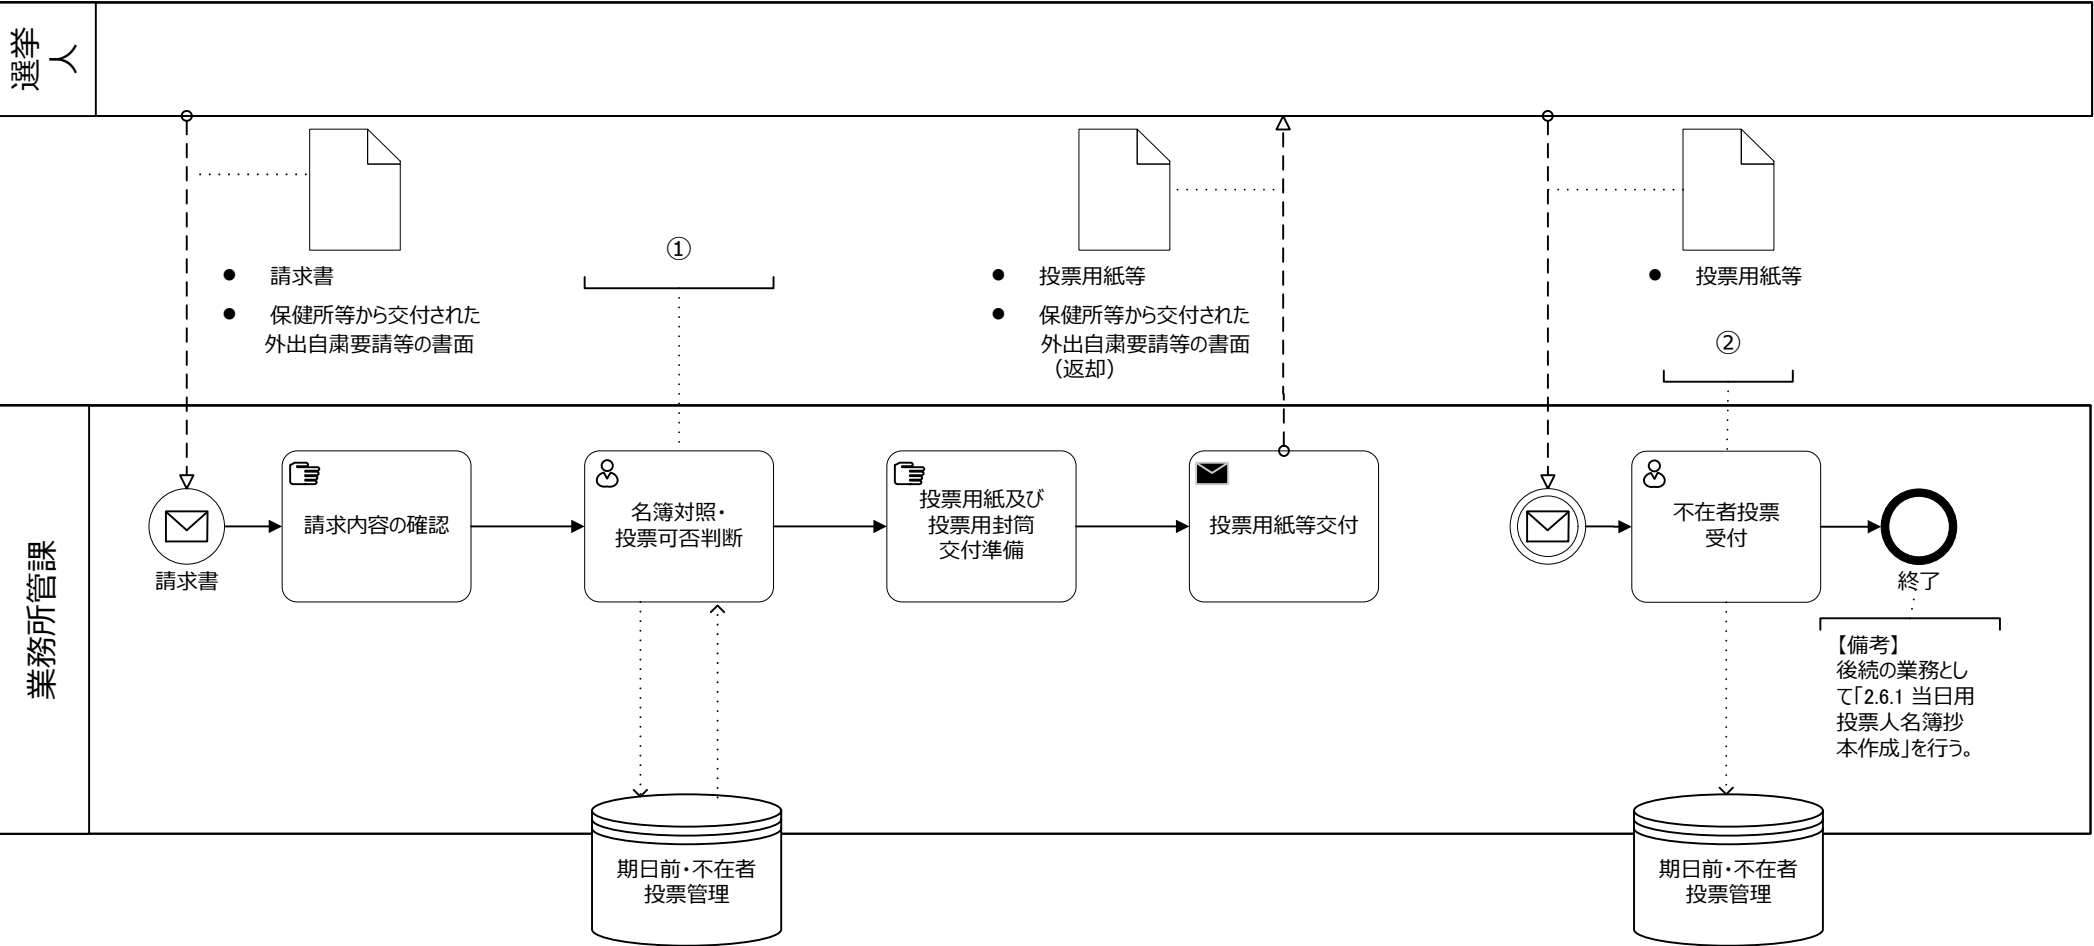 選挙
人
①
● 請求書
● 保健所等から交付された
外出自粛要請等の書面
● 投票用紙等
● 保健所等から交付された
外出自粛要請等の書面
（返却）
● 投票用紙等
②
業務所管課
請求書
請求内容の確認
名簿対照・
投票可否判断
投票用紙及び
投票用封筒
交付準備
投票用紙等交付
不在者投票
受付
終了
【備考】
後続の業務とし
て「2.6.1 当日用
投票人名簿抄
本作成」を行う。
期日前・不在者
投票管理
期日前・不在者
投票管理